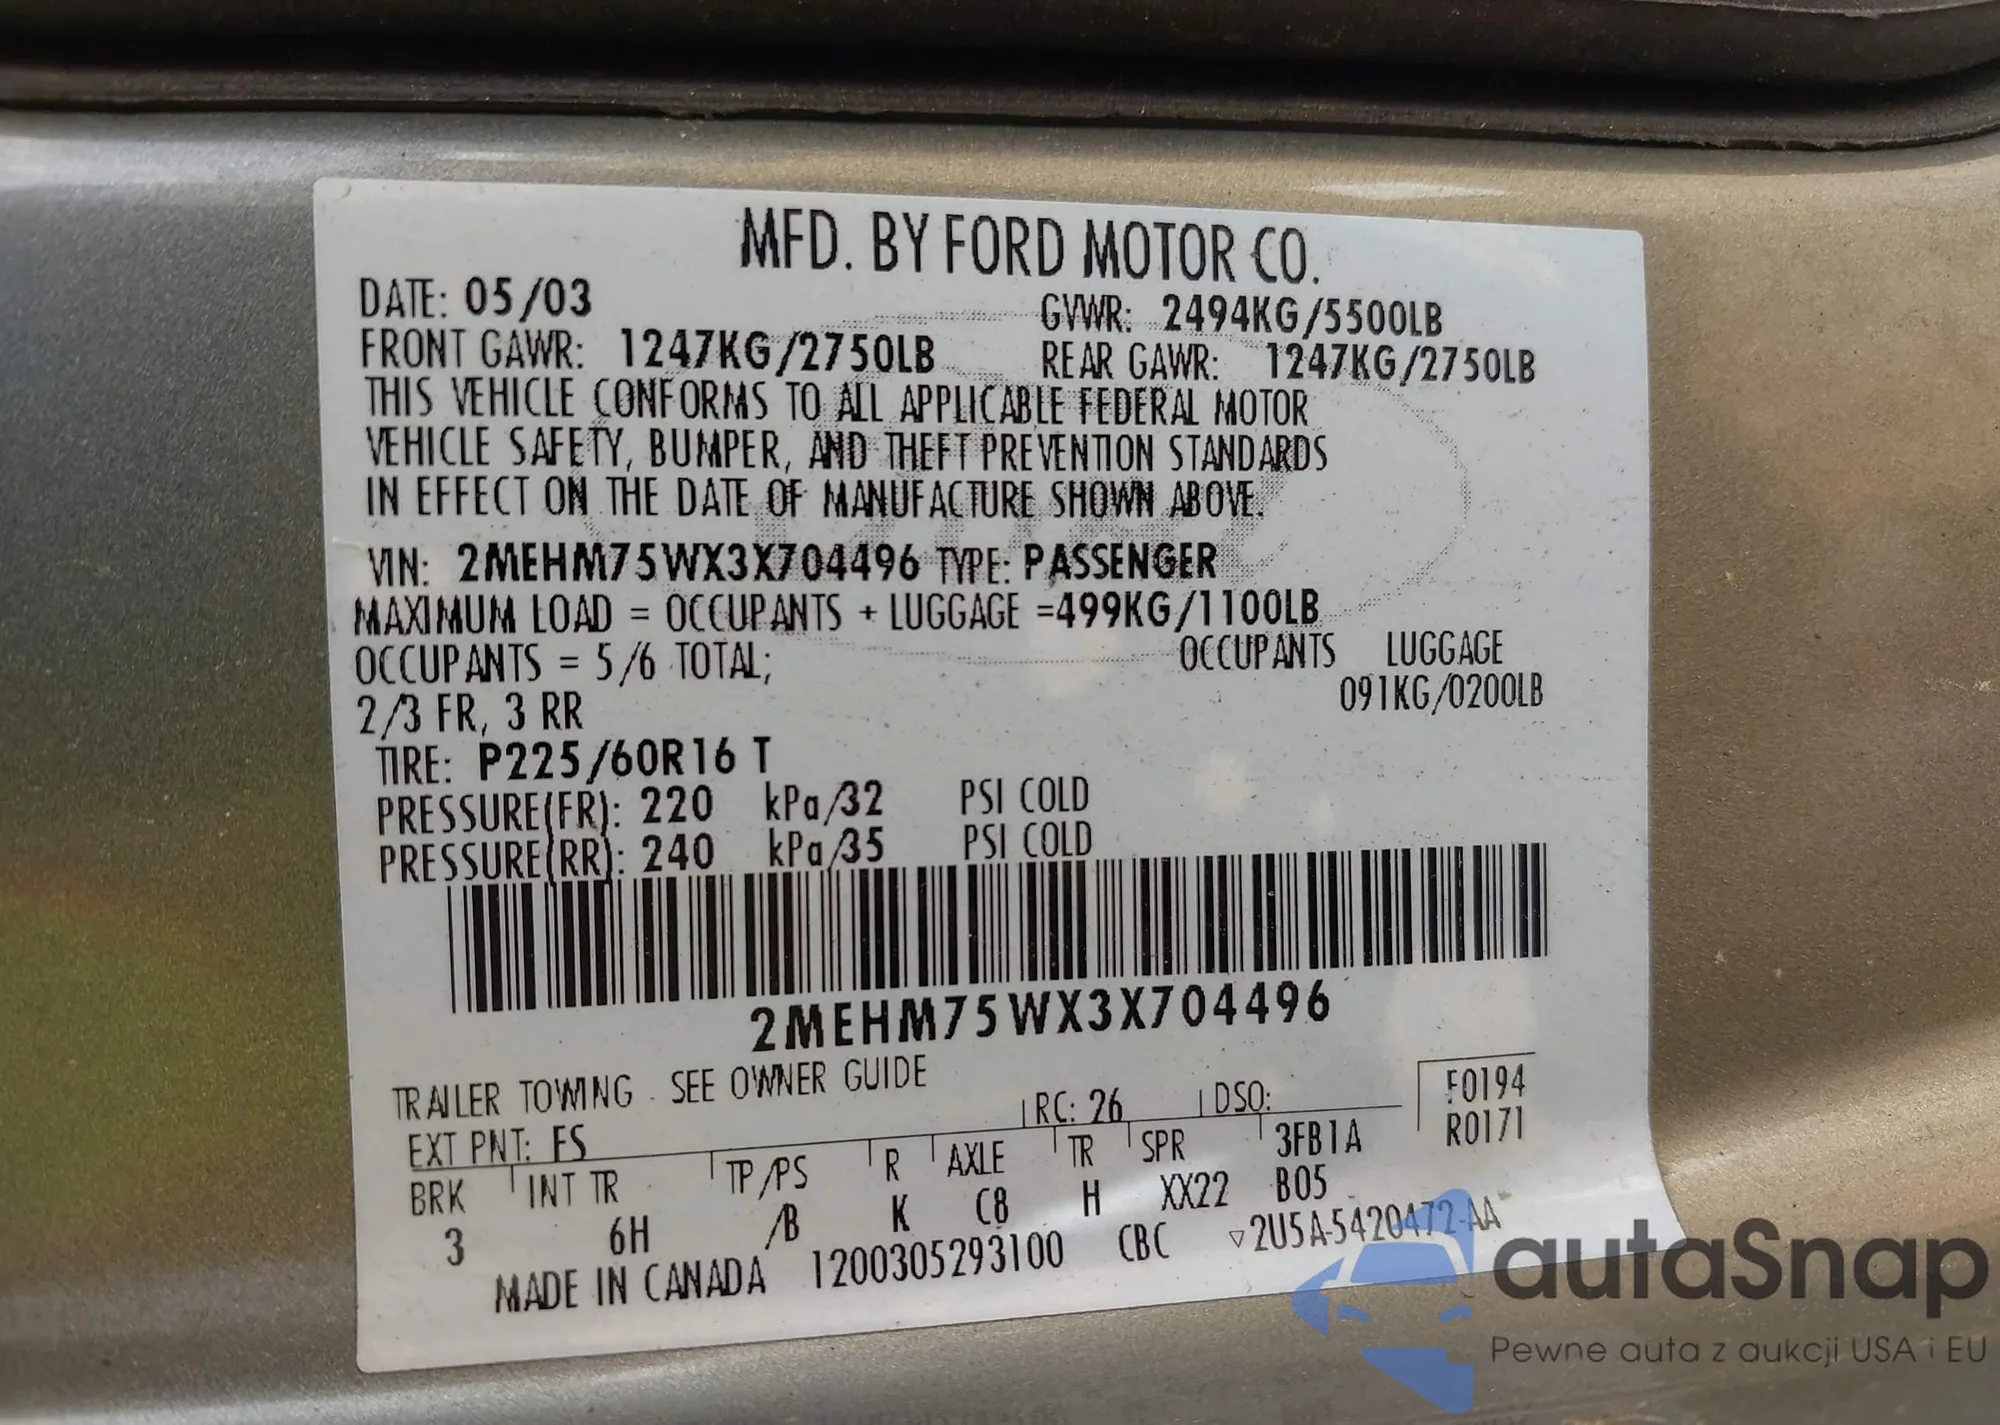 MFD. BY FORD MOTOR CO.
DATE: 05/03 GVWR: 2494KG/5500LB
FRONT GAWR: 1247KG/2750LB REAR GAWR: 1247KG/2750LB
THIS VEHICLE CONFORMS TO ALL APPLICABLE FEDERAL MOTOR
VEHICLE SAFETY, BUMPER, AND THEFT PREVENTION STANDARDS
IN EFFECT ON THE DATE OF MANUFACTURE SHOWN ABOVE.
VIN: 2MEHM75WX3X704496 TYPE: PASSENGER
MAXIMUM LOAD = OCCUPANTS + LUGGAGE =499KG/1100LB
OCCUPANTS = 5/6 TOTAL; OCCUPANTS LUGGAGE
2/3 FR, 3 RR 091KG/0200LB
TIRE: P225/60R16 T
PRESSURE(FR): 220 kPa/32 PSI COLD
PRESSURE(RR): 240 kPa/35 PSI COLD
2MEHM75WX3X704496
TRAILER TOWING - SEE OWNER GUIDE
EXT PNT: FS RC: 26 DSO: F0194
R0171
BRK INT TR TP/PS R AXLE TR SPR 3FB1A
3 6H /B K C8 H XX22 B05
MADE IN CANADA 1200305293100 CBC ▽2U5A-5420472-AA
autaSnap
Pewne auta z aukcji USA i EU